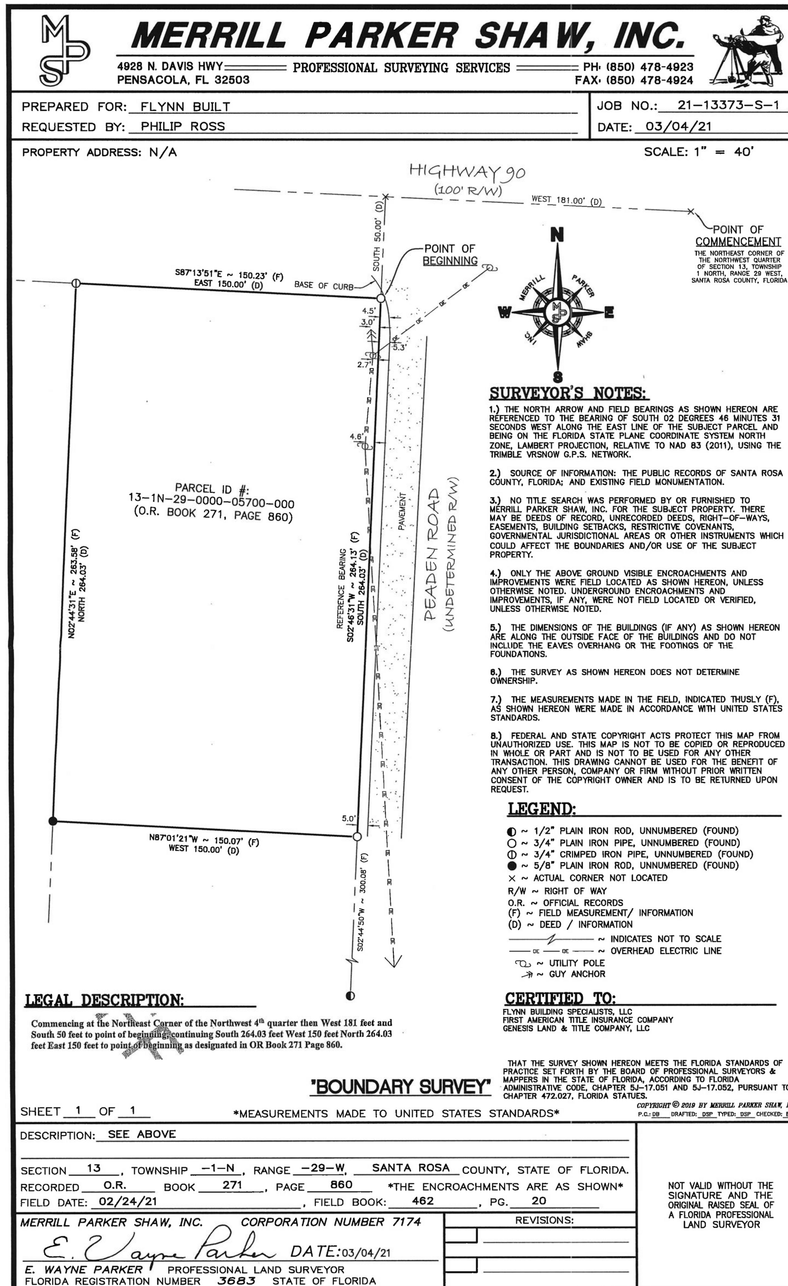 MPS
MERRILL PARKER SHAW, INC.
4928 N. DAVIS HWY PROFESSIONAL SURVEYING SERVICES PH: (850) 478-4923
PENSACOLA, FL 32503 FAX: (850) 478-4924
PREPARED FOR: FLYNN BUILT
REQUESTED BY: PHILIP ROSS
JOB NO.: 21-13373-S-1
DATE: 03/04/21
PROPERTY ADDRESS: N/A
SCALE: 1" = 40'
HIGHWAY 90
(100' R/W)
WEST 181.00' (D)
SOUTH 50.00' (D)
POINT OF
COMMENCEMENT
THE NORTHEAST CORNER OF
THE NORTHWEST QUARTER
OF SECTION 13, TOWNSHIP
1 NORTH, RANGE 29 WEST,
SANTA ROSA COUNTY, FLORIDA
POINT OF
BEGINNING
S87°13'51"E ~ 150.23' (F)
EAST 150.00' (D)
BASE OF CURB
N
W
E
S
MERRILL
PARKER
SHAW
INC.
MPS
4.5'
3.0'
5.3'
2.7'
4.6'
PARCEL ID #:
13-1N-29-0000-05700-000
(O.R. BOOK 271, PAGE 860)
N02°44'31"E ~ 263.58' (F)
NORTH 264.03' (D)
REFERENCE BEARING
S02°46'31"W ~ 264.13' (F)
SOUTH 264.03' (D)
PAVEMENT
PEADEN ROAD
(UNDETERMINED R/W)
5.0'
N87°01'21"W ~ 150.07' (F)
WEST 150.00' (D)
S02°44'50"W ~ 300.08' (F)
SURVEYOR'S NOTES:
1.) THE NORTH ARROW AND FIELD BEARINGS AS SHOWN HEREON ARE
REFERENCED TO THE BEARING OF SOUTH 02 DEGREES 46 MINUTES 31
SECONDS WEST ALONG THE EAST LINE OF THE SUBJECT PARCEL AND
BEING ON THE FLORIDA STATE PLANE COORDINATE SYSTEM NORTH
ZONE, LAMBERT PROJECTION, RELATIVE TO NAD 83 (2011), USING THE
TRIMBLE VRSNOW G.P.S. NETWORK.
2.) SOURCE OF INFORMATION: THE PUBLIC RECORDS OF SANTA ROSA
COUNTY, FLORIDA; AND EXISTING FIELD MONUMENTATION.
3.) NO TITLE SEARCH WAS PERFORMED BY OR FURNISHED TO
MERRILL PARKER SHAW, INC. FOR THE SUBJECT PROPERTY. THERE
MAY BE DEEDS OF RECORD, UNRECORDED DEEDS, RIGHT-OF-WAYS,
EASEMENTS, BUILDING SETBACKS, RESTRICTIVE COVENANTS,
GOVERNMENTAL JURISDICTIONAL AREAS OR OTHER INSTRUMENTS WHICH
COULD AFFECT THE BOUNDARIES AND/OR USE OF THE SUBJECT
PROPERTY.
4.) ONLY THE ABOVE GROUND VISIBLE ENCROACHMENTS AND
IMPROVEMENTS WERE FIELD LOCATED AS SHOWN HEREON, UNLESS
OTHERWISE NOTED. UNDERGROUND ENCROACHMENTS AND
IMPROVEMENTS, IF ANY, WERE NOT FIELD LOCATED OR VERIFIED,
UNLESS OTHERWISE NOTED.
5.) THE DIMENSIONS OF THE BUILDINGS (IF ANY) AS SHOWN HEREON
ARE ALONG THE OUTSIDE FACE OF THE BUILDINGS AND DO NOT
INCLUDE THE EAVES OVERHANG OR THE FOOTINGS OF THE
FOUNDATIONS.
6.) THE SURVEY AS SHOWN HEREON DOES NOT DETERMINE
OWNERSHIP.
7.) THE MEASUREMENTS MADE IN THE FIELD, INDICATED THUSLY (F),
AS SHOWN HEREON WERE MADE IN ACCORDANCE WITH UNITED STATES
STANDARDS.
8.) FEDERAL AND STATE COPYRIGHT ACTS PROTECT THIS MAP FROM
UNAUTHORIZED USE. THIS MAP IS NOT TO BE COPIED OR REPRODUCED
IN WHOLE OR PART AND IS NOT TO BE USED FOR ANY OTHER
TRANSACTION. THIS DRAWING CANNOT BE USED FOR THE BENEFIT OF
ANY OTHER PERSON, COMPANY OR FIRM WITHOUT PRIOR WRITTEN
CONSENT OF THE COPYRIGHT OWNER AND IS TO BE RETURNED UPON
REQUEST.
LEGEND:
~ 1/2" PLAIN IRON ROD, UNNUMBERED (FOUND)
~ 3/4" PLAIN IRON PIPE, UNNUMBERED (FOUND)
~ 3/4" CRIMPED IRON PIPE, UNNUMBERED (FOUND)
~ 5/8" PLAIN IRON ROD, UNNUMBERED (FOUND)
X ~ ACTUAL CORNER NOT LOCATED
R/W ~ RIGHT OF WAY
O.R. ~ OFFICIAL RECORDS
(F) ~ FIELD MEASUREMENT/ INFORMATION
(D) ~ DEED / INFORMATION
~ INDICATES NOT TO SCALE
OE OE ~ OVERHEAD ELECTRIC LINE
~ UTILITY POLE
~ GUY ANCHOR
LEGAL DESCRIPTION:
Commencing at the Northeast Corner of the Northwest 4th quarter then West 181 feet and
South 50 feet to point of beginning, continuing South 264.03 feet West 150 feet North 264.03
feet East 150 feet to point of beginning as designated in OR Book 271 Page 860.
CERTIFIED TO:
FLYNN BUILDING SPECIALISTS, LLC
FIRST AMERICAN TITLE INSURANCE COMPANY
GENESIS LAND & TITLE COMPANY, LLC
THAT THE SURVEY SHOWN HEREON MEETS THE FLORIDA STANDARDS OF
PRACTICE SET FORTH BY THE BOARD OF PROFESSIONAL SURVEYORS &
MAPPERS IN THE STATE OF FLORIDA, ACCORDING TO FLORIDA
ADMINISTRATIVE CODE, CHAPTER 5J-17.051 AND 5J-17.052, PURSUANT TO
CHAPTER 472.027, FLORIDA STATUES.
"BOUNDARY SURVEY"
SHEET 1 OF 1 *MEASUREMENTS MADE TO UNITED STATES STANDARDS*
COPYRIGHT © 2019 BY MERRILL PARKER SHAW,
P.C.: DB DRAFTED: DSP TYPED: DSP CHECKED:
DESCRIPTION: SEE ABOVE
SECTION 13, TOWNSHIP -1-N, RANGE -29-W, SANTA ROSA COUNTY, STATE OF FLORIDA.
RECORDED O.R. BOOK 271, PAGE 860 *THE ENCROACHMENTS ARE AS SHOWN*
FIELD DATE: 02/24/21, FIELD BOOK: 462, PG. 20
NOT VALID WITHOUT THE
SIGNATURE AND THE
ORIGINAL RAISED SEAL OF
A FLORIDA PROFESSIONAL
LAND SURVEYOR
MERRILL PARKER SHAW, INC. CORPORATION NUMBER 7174
REVISIONS:
E. Wayne Parker DATE: 03/04/21
E. WAYNE PARKER PROFESSIONAL LAND SURVEYOR
FLORIDA REGISTRATION NUMBER 3683 STATE OF FLORIDA